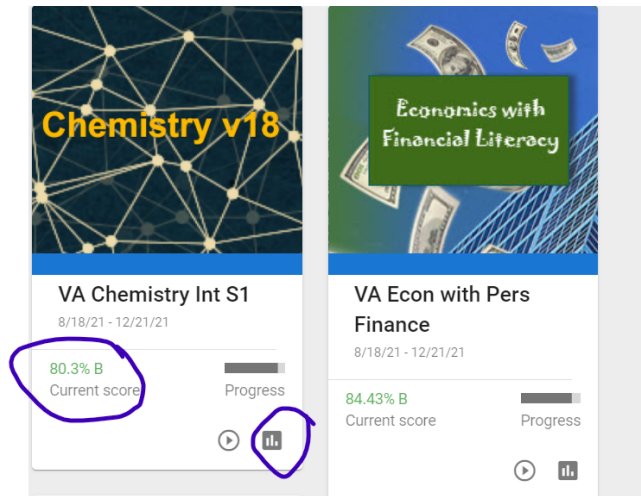 Chemistry v18
VA Chemistry Int S1
8/18/21 - 12/21/21
80.3% B
Current score
Progress
Economics with
Financial Literacy
VA Econ with Pers
Finance
8/18/21 - 12/21/21
84.43% B
Current score
Progress